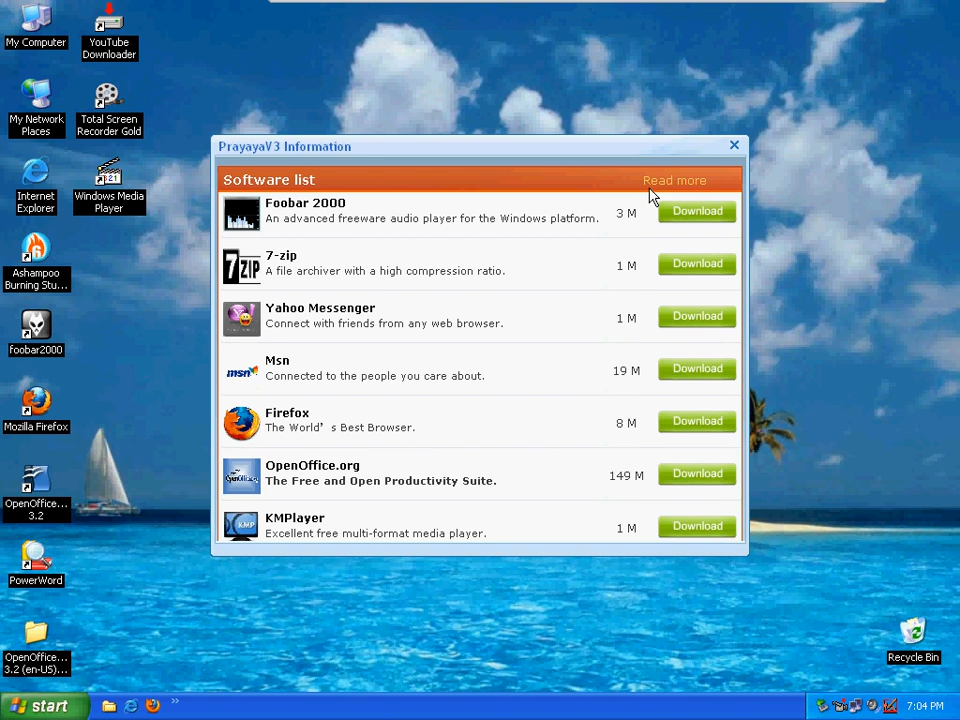 My Computer
YouTube
Downloader
My Network
Places
Total Screen
Recorder Gold
Internet
Explorer
Windows Media
Player
321
Ashampoo
Burning Stu...
foobar2000
Mozilla Firefox
OpenOffice...
3.2
PowerWord
OpenOffice...
3.2 (en-US)...
PrayayaV3 Information
Software list
Read more
Foobar 2000
An advanced freeware audio player for the Windows platform.
3 M
Download
7ZIP
7-zip
A file archiver with a high compression ratio.
1 M
Download
Yahoo Messenger
Connect with friends from any web browser.
1 M
Download
msn
Msn
Connected to the people you care about.
19 M
Download
Firefox
The World’s Best Browser.
8 M
Download
OpenOffice.org
The Free and Open Productivity Suite.
149 M
Download
KMP
KMPlayer
Excellent free multi-format media player.
1 M
Download
Recycle Bin
start
7:04 PM